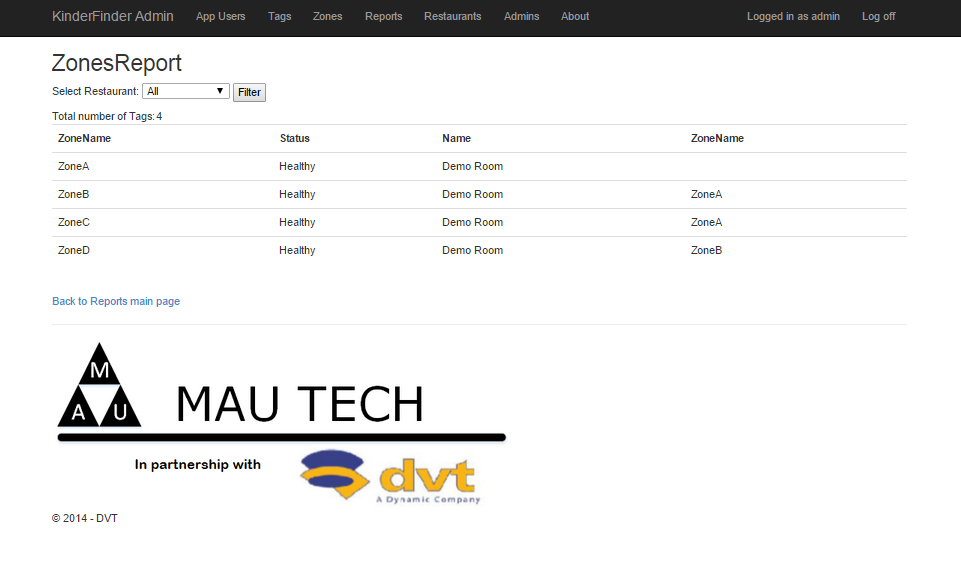 KinderFinder Admin App Users Tags Zones Reports Restaurants Admins About Logged in as admin Log off
ZonesReport
Select Restaurant: All Filter
Total number of Tags: 4
ZoneName Status Name ZoneName
ZoneA Healthy Demo Room
ZoneB Healthy Demo Room ZoneA
ZoneC Healthy Demo Room ZoneA
ZoneD Healthy Demo Room ZoneB
Back to Reports main page
M
A U
MAU TECH
In partnership with
dvt
A Dynamic Company
© 2014 - DVT